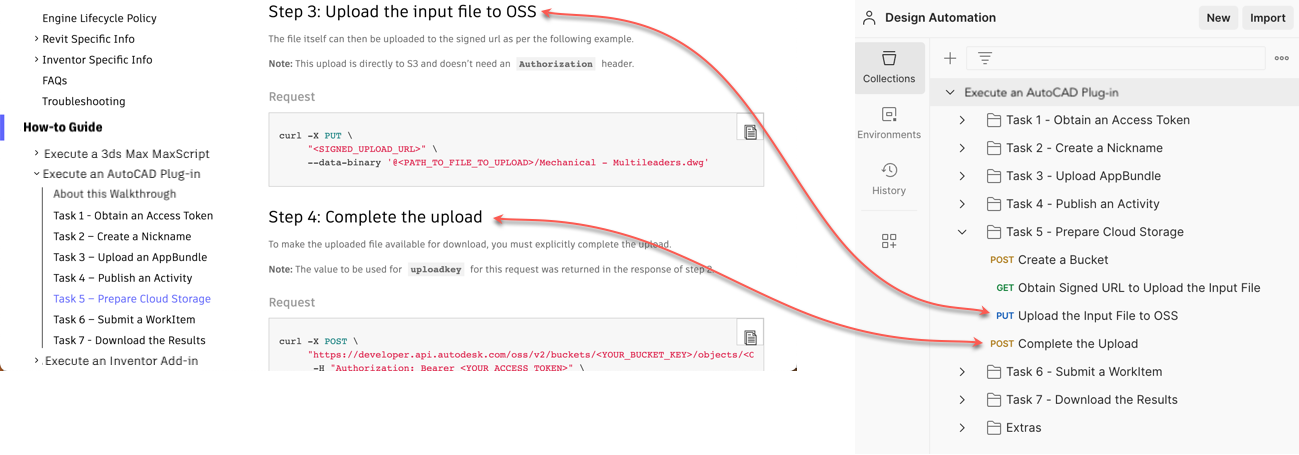 Engine Lifecycle Policy
Revit Specific Info
Inventor Specific Info
FAQs
Troubleshooting
How-to Guide
Execute a 3ds Max MaxScript
Execute an AutoCAD Plug-in
About this Walkthrough
Task 1 - Obtain an Access Token
Task 2 – Create a Nickname
Task 3 – Upload an AppBundle
Task 4 – Publish an Activity
Task 5 – Prepare Cloud Storage
Task 6 – Submit a WorkItem
Task 7 - Download the Results
Execute an Inventor Add-in
Step 3: Upload the input file to OSS
The file itself can then be uploaded to the signed url as per the following example.
Note: This upload is directly to S3 and doesn't need an Authorization header.
Request
curl -X PUT \
"<SIGNED_UPLOAD_URL>" \
--data-binary '@<PATH_TO_FILE_TO_UPLOAD>/Mechanical - Multileaders.dwg'
Step 4: Complete the upload
To make the uploaded file available for download, you must explicitly complete the upload.
Note: The value to be used for uploadkey for this request was returned in the response of step 2.
Request
curl -X POST \
"https://developer.api.autodesk.com/oss/v2/buckets/<YOUR_BUCKET_KEY>/objects/<O
-H "Authorization: Bearer <YOUR_ACCESS_TOKEN>" \
Design Automation
New
Import
Collections
Environments
History
Execute an AutoCAD Plug-in
Task 1 - Obtain an Access Token
Task 2 - Create a Nickname
Task 3 - Upload AppBundle
Task 4 - Publish an Activity
Task 5 - Prepare Cloud Storage
POST Create a Bucket
GET Obtain Signed URL to Upload the Input File
PUT Upload the Input File to OSS
POST Complete the Upload
Task 6 - Submit a WorkItem
Task 7 - Download the Results
Extras